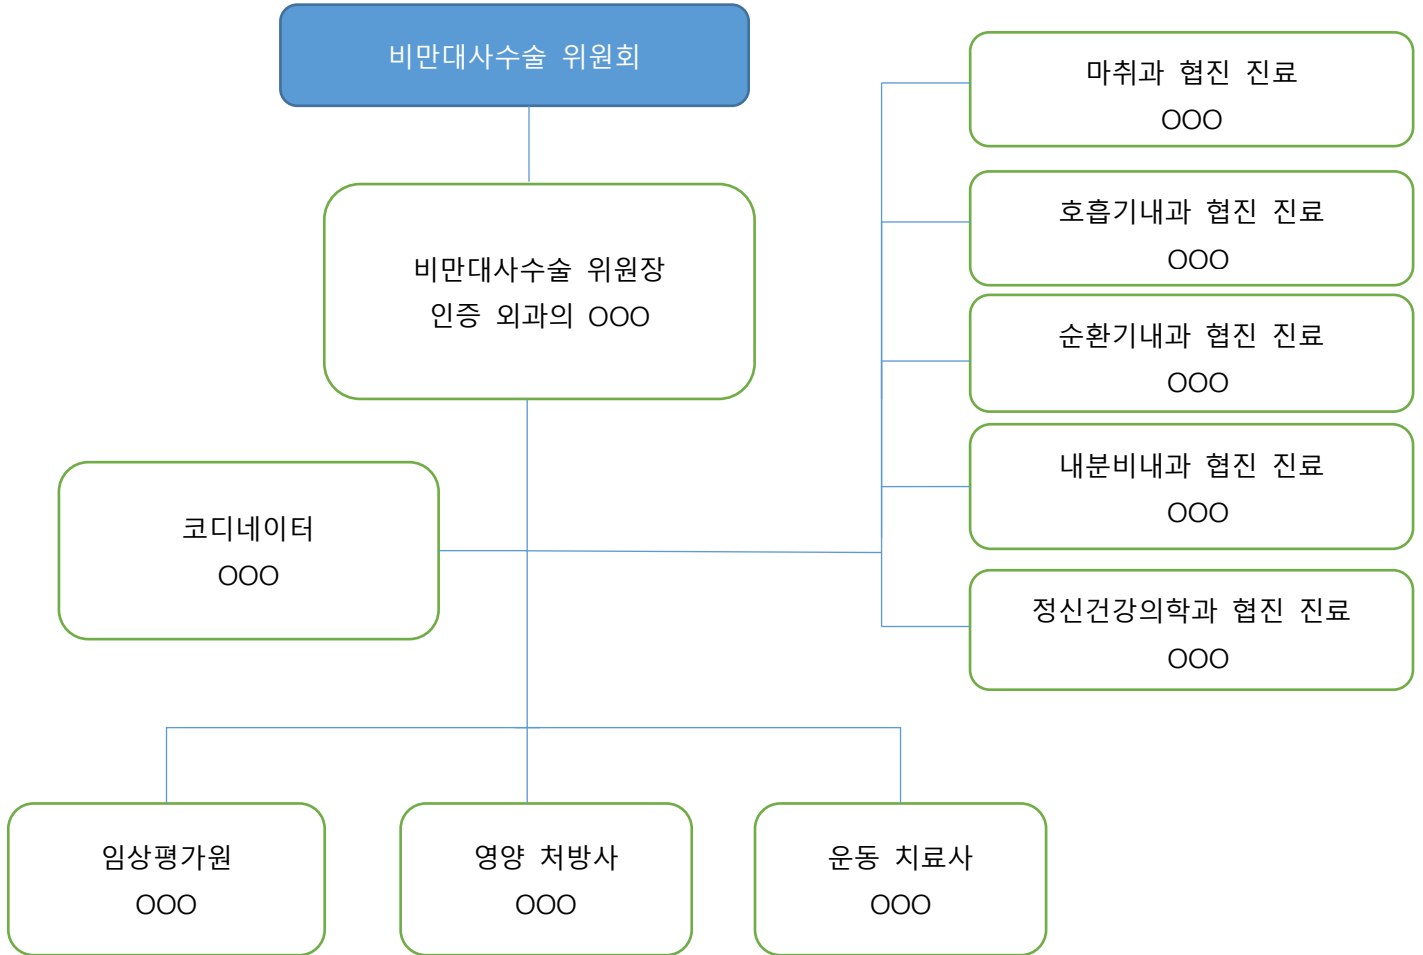 비만대사수술 위원회
비만대사수술 위원장
인증 외과의 OOO
마취과 협진 진료
OOO
호흡기내과 협진 진료
OOO
순환기내과 협진 진료
OOO
내분비내과 협진 진료
OOO
정신건강의학과 협진 진료
OOO
코디네이터
OOO
임상평가원
OOO
영양 처방사
OOO
운동 치료사
OOO